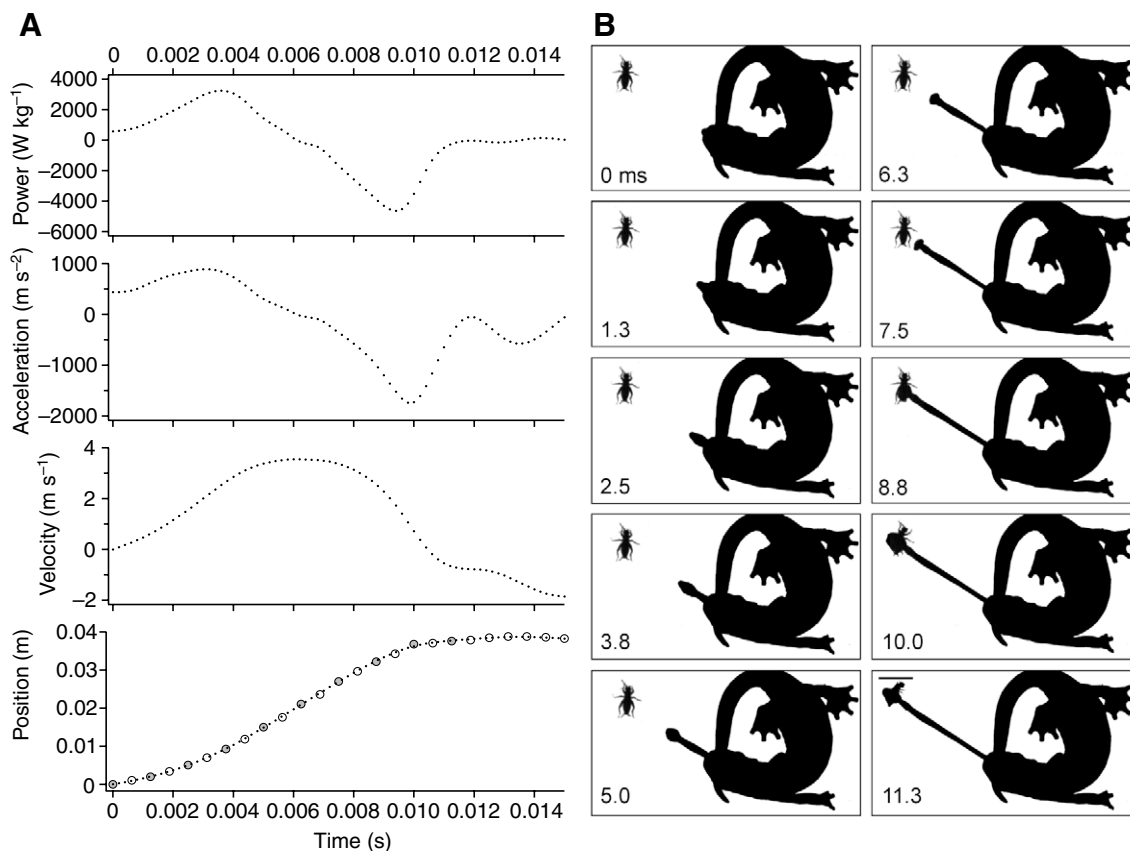 A
B
0 0.002 0.004 0.006 0.008 0.010 0.012 0.014
Power (W kg⁻¹)
4000
2000
0
–2000
–4000
–6000
Acceleration (m s⁻²)
1000
0
–1000
–2000
Velocity (m s⁻¹)
4
2
0
–2
Position (m)
0.04
0.03
0.02
0.01
0
0 0.002 0.004 0.006 0.008 0.010 0.012 0.014
Time (s)
0 ms
1.3
2.5
3.8
5.0
6.3
7.5
8.8
10.0
11.3